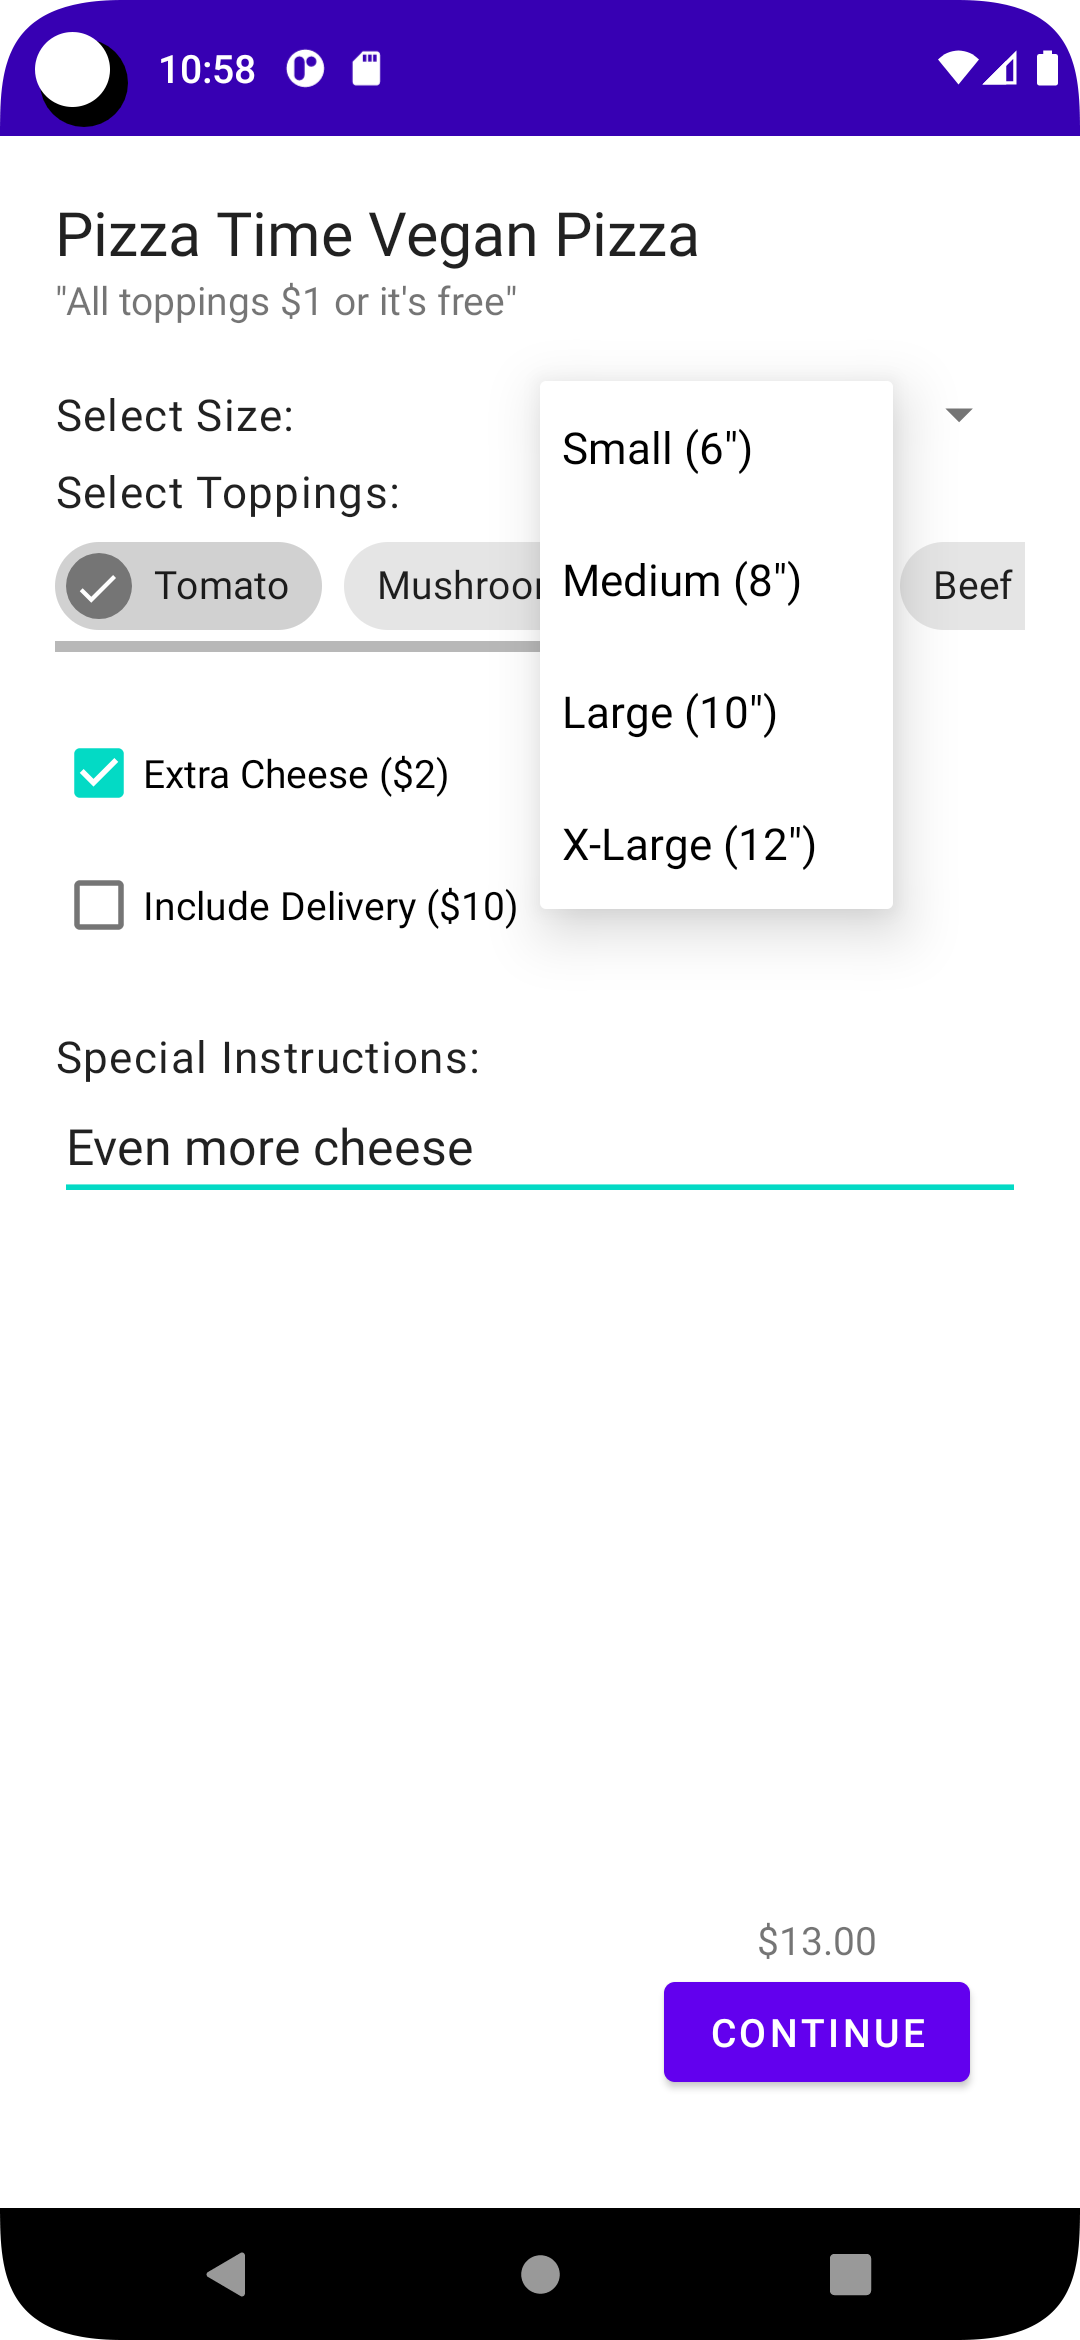 10:58
Pizza Time Vegan Pizza
"All toppings $1 or it's free"
Select Size:
Small (6")
Select Toppings:
Medium (8")
Tomato
Beef
Large (10")
Extra Cheese ($2)
X-Large (12")
Include Delivery ($10)
Special Instructions:
Even more cheese
$13.00
CONTINUE